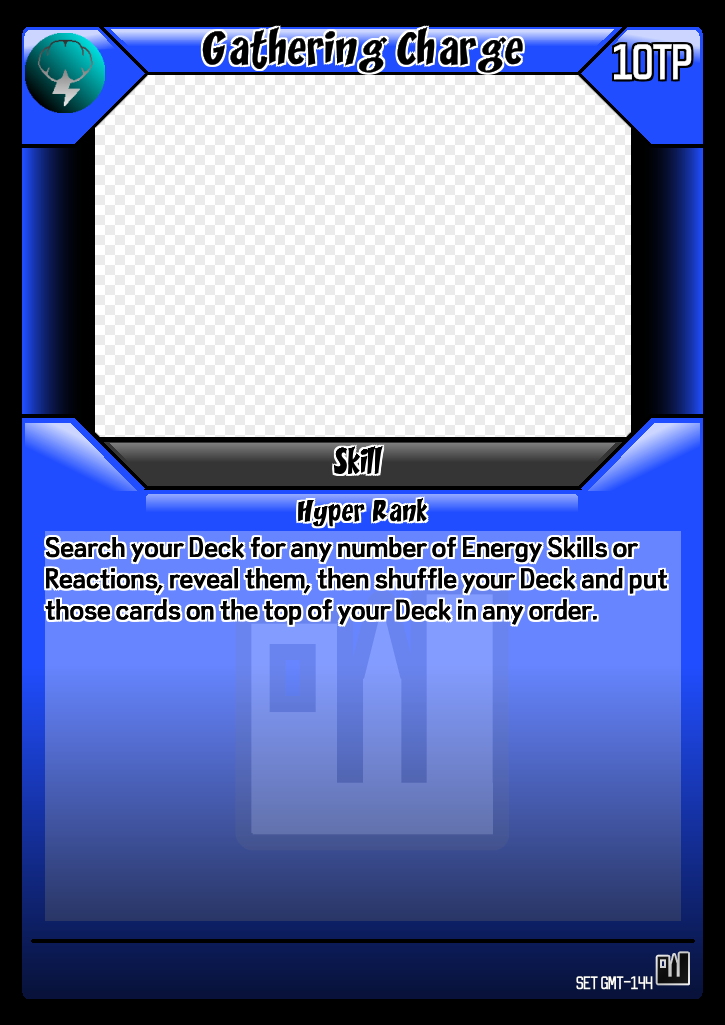 Gathering Charge
10TP
Skill
Hyper Rank
Search your Deck for any number of Energy Skills or
Reactions, reveal them, then shuffle your Deck and put
those cards on the top of your Deck in any order.
SET GMT-144